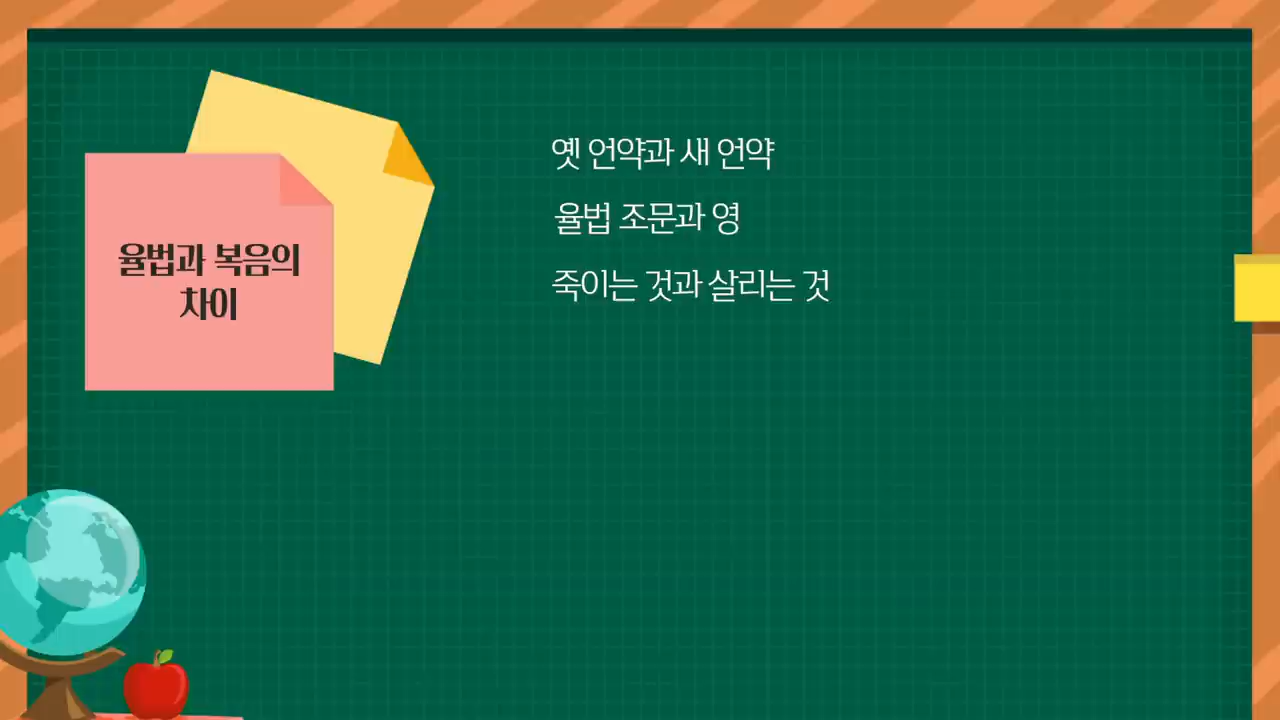 율법과 복음의
차이
옛 언약과 새 언약
율법 조문과 영
죽이는 것과 살리는 것